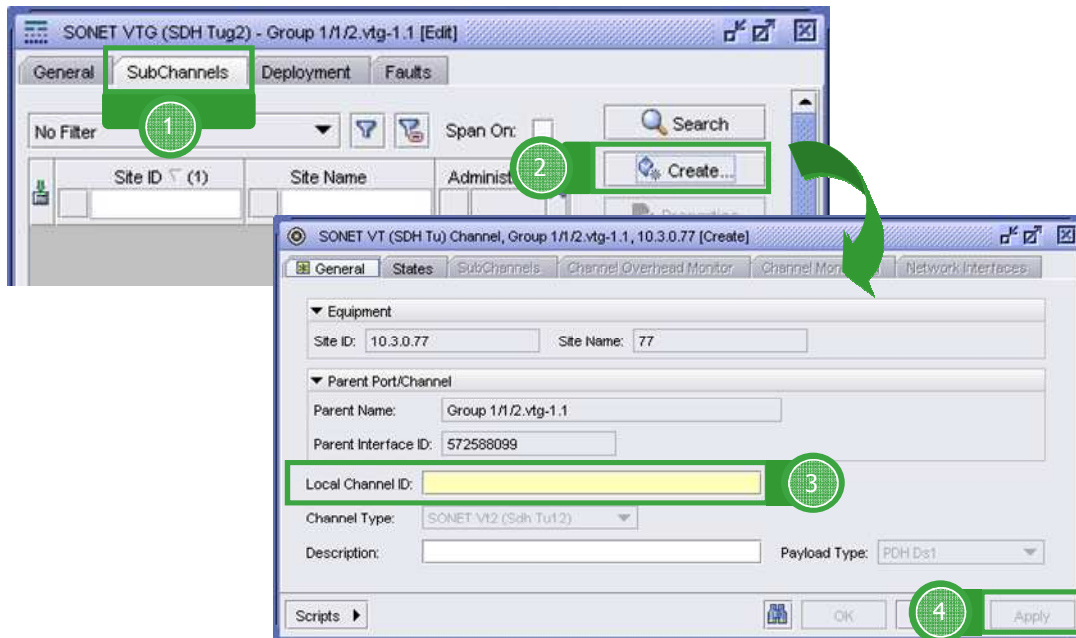 SONET VTG (SDH Tug2) - Group 1/1/2.vtg-1.1 [Edit]
General SubChannels Deployment Faults
1
No Filter Span On: Search
2 Create...
Site ID (1) Site Name Administ
SONET VT (SDH Tu) Channel, Group 1/1/2.vtg-1.1, 10.3.0.77 [Create]
General States SubChannels Channel Overhead Monitor Channel Network Interfaces
Equipment
Site ID: 10.3.0.77 Site Name: 77
Parent Port/Channel
Parent Name: Group 1/1/2.vtg-1.1
Parent Interface ID: 572588099
Local Channel ID: 3
Channel Type: SONET Vt2 (Sdh Tu12)
Description: Payload Type: PDH Ds1
Scripts OK 4 Apply